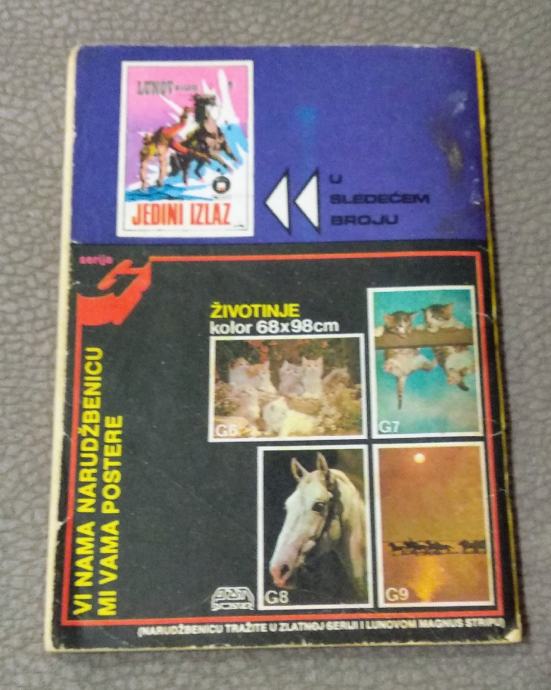 LUNOV
JEDINI IZLAZ
U
SLEDEĆEM
BROJU
serija
ŽIVOTINJE
kolor 68x98cm
G6
G7
G8
G9
VI NAMA NARUDŽBENICU
MI VAMA POSTERE
(NARUDŽBENICU TRAŽITE U ZLATNOJ SERIJI I LUNOVOM MAGNUS STRIPU)